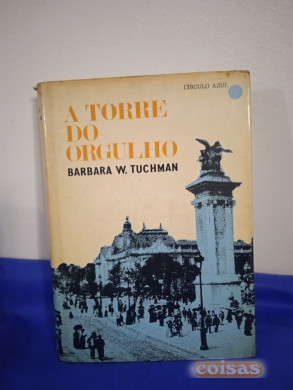 CÍRCULO AZUL
A TORRE
DO
ORGULHO
BARBARA W. TUCHMAN
coisas